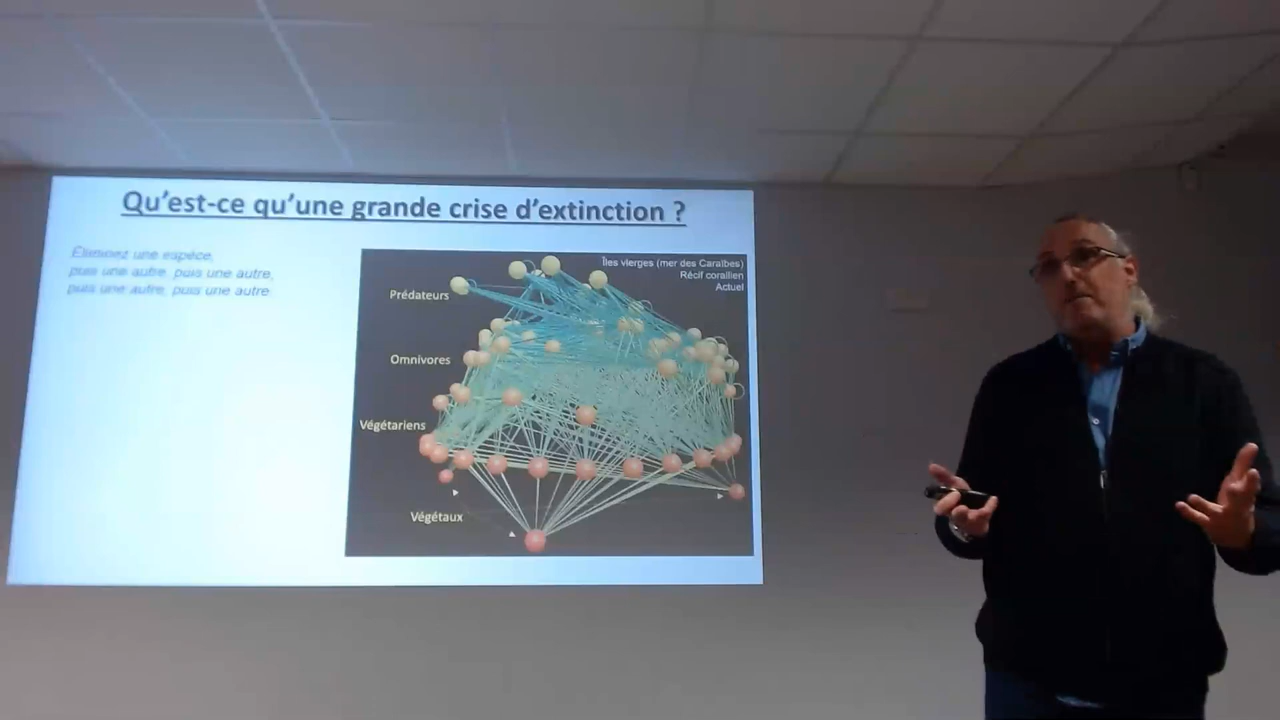 Qu'est-ce qu'une grande crise d'extinction ?
Éliminez une espèce,
puis une autre, puis une autre,
puis une autre, puis une autre
Îles vierges (mer des Caraïbes)
Récif corallien
Actuel
Prédateurs
Omnivores
Végétariens
Végétaux